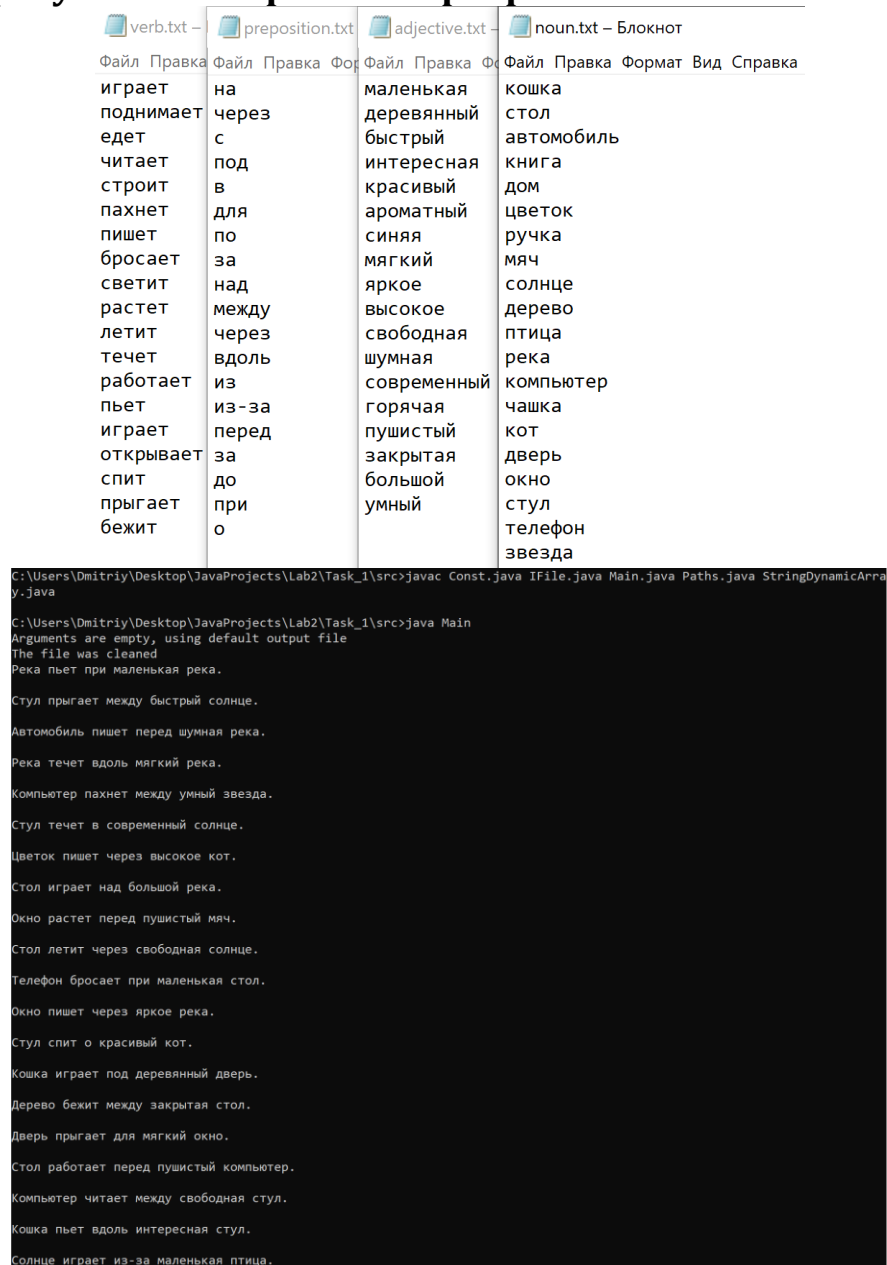 verb.txt –
preposition.txt
adjective.txt –
noun.txt – Блокнот
Файл Правка
Файл Правка Фор
Файл Правка Фо
Файл Правка Формат Вид Справка
играет
поднимает
едет
читает
строит
пахнет
пишет
бросает
светит
растет
летит
течет
работает
пьет
играет
открывает
спит
прыгает
бежит
на
через
с
под
в
для
по
за
над
между
через
вдоль
из
из-за
перед
за
до
при
о
маленькая
деревянный
быстрый
интересная
красивый
ароматный
синяя
мягкий
яркое
высокое
свободная
шумная
современный
горячая
пушистый
закрытая
большой
умный
кошка
стол
автомобиль
книга
дом
цветок
ручка
мяч
солнце
дерево
птица
река
компьютер
чашка
кот
дверь
окно
стул
телефон
звезда
C:\Users\Dmitriy\Desktop\JavaProjects\Lab2\Task_1\src>javac Const.java IFile.java Main.java Paths.java StringDynamicArra
y.java
C:\Users\Dmitriy\Desktop\JavaProjects\Lab2\Task_1\src>java Main
Arguments are empty, using default output file
The file was cleaned
Река пьет при маленькая река.
Стул прыгает между быстрый солнце.
Автомобиль пишет перед шумная река.
Река течет вдоль мягкий река.
Компьютер пахнет между умный звезда.
Стул течет в современный солнце.
Цветок пишет через высокое кот.
Стол играет над большой река.
Окно растет перед пушистый мяч.
Стол летит через свободная солнце.
Телефон бросает при маленькая стол.
Окно пишет через яркое река.
Стул спит о красивый кот.
Кошка играет под деревянный дверь.
Дерево бежит между закрытая стол.
Дверь прыгает для мягкий окно.
Стол работает перед пушистый компьютер.
Компьютер читает между свободная стул.
Кошка пьет вдоль интересная стул.
Солнце играет из-за маленькая птица.